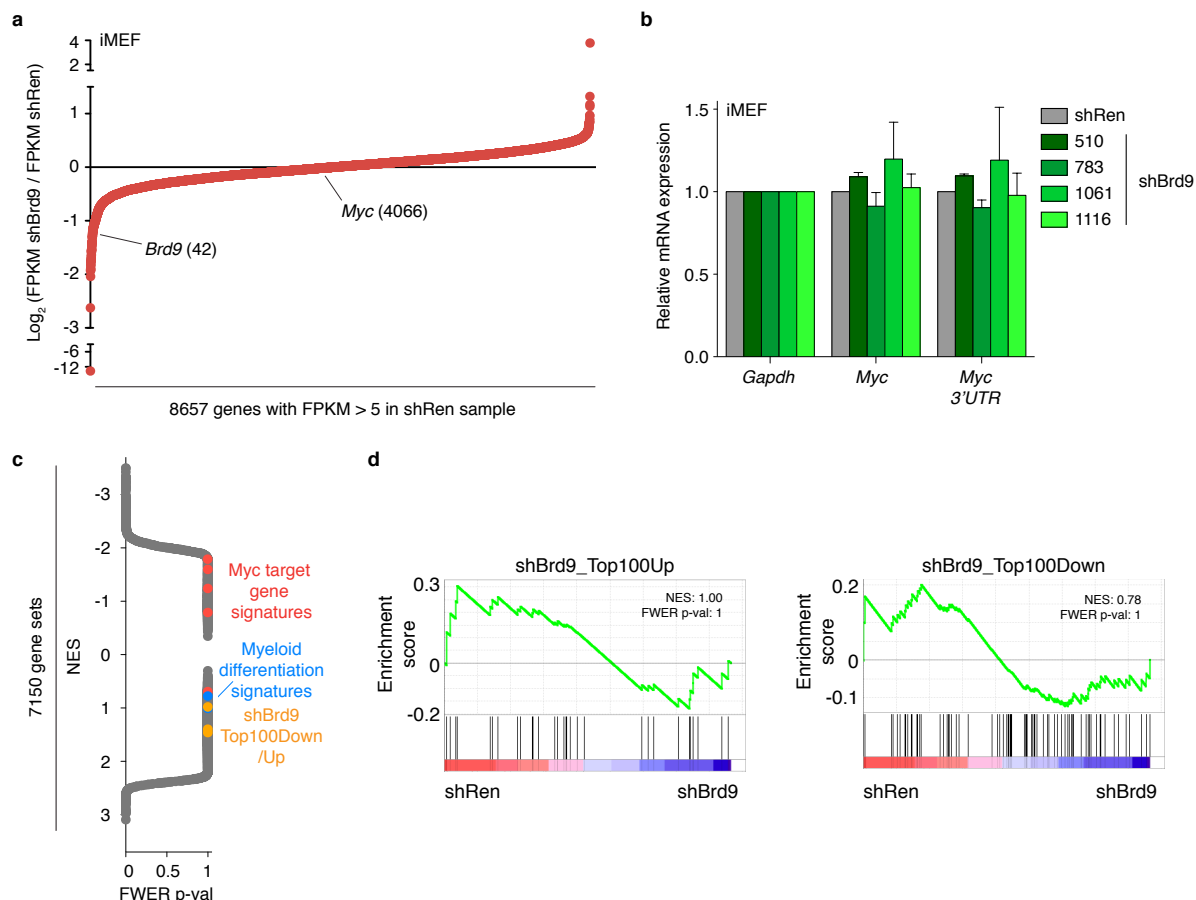 a
iMEF
Log2 (FPKM shBrd9 / FPKM shRen)
4
2
1
0
-1
-2
-3
-6
-12
Myc (4066)
Brd9 (42)
8657 genes with FPKM > 5 in shRen sample
b
iMEF
Relative mRNA expression
1.5
1.0
0.5
0.0
Gapdh
Myc
Myc
3'UTR
shRen
510
783
1061
1116
shBrd9
c
7150 gene sets
NES
-3
-2
-1
0
1
2
3
Myc target
gene
signatures
Myeloid
differentiation
signatures
shBrd9
Top100Down
/Up
0 0.5 1
FWER p-val
d
shBrd9_Top100Up
Enrichment
score
0.3
0
-0.2
NES: 1.00
FWER p-val: 1
shRen shBrd9
shBrd9_Top100Down
Enrichment
score
0.2
0
-0.1
NES: 0.78
FWER p-val: 1
shRen shBrd9